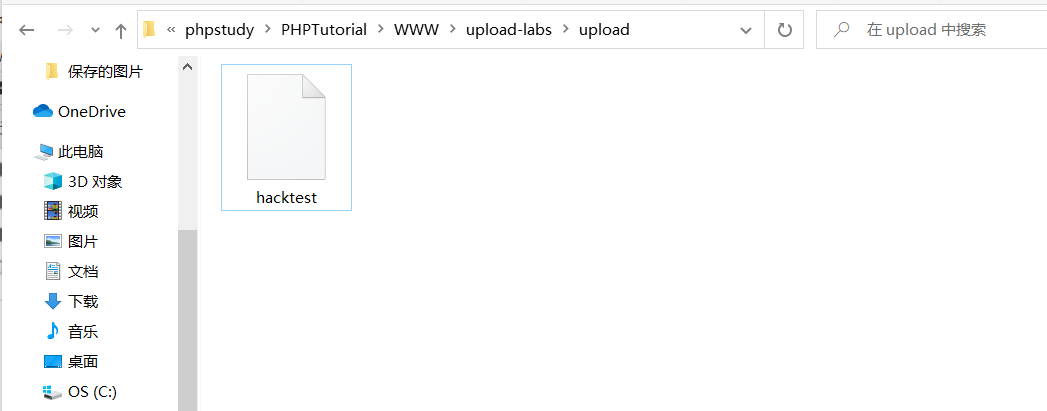 « phpstudy › PHPTutorial › WWW › upload-labs › upload
在 upload 中搜索
保存的图片
OneDrive
此电脑
3D 对象
视频
图片
文档
下载
音乐
桌面
OS (C:)
hacktest